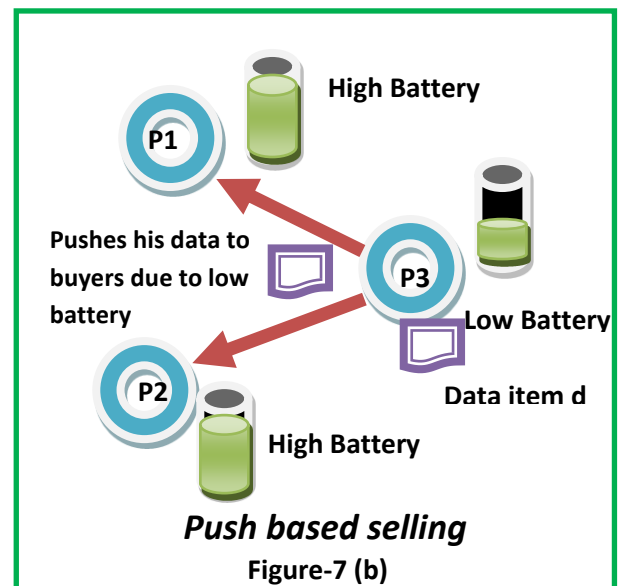 High Battery
P1
Pushes his data to
buyers due to low
battery
P3
Low Battery
Data item d
P2
High Battery
Push based selling
Figure-7 (b)